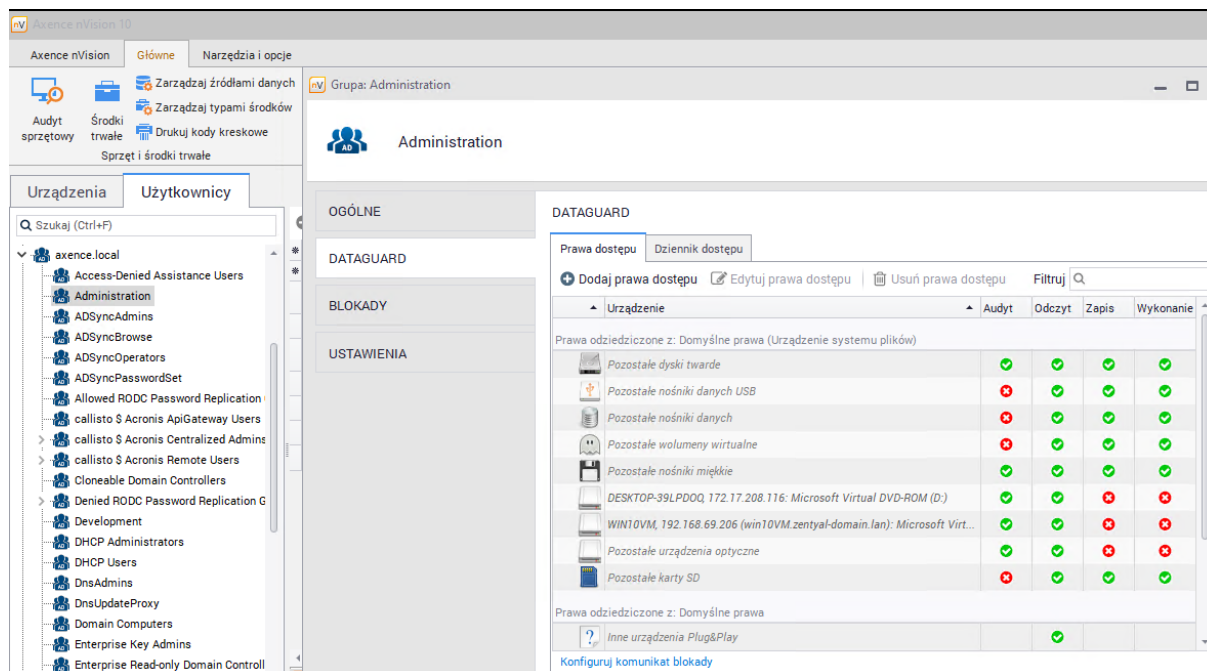 nV Axence nVision 10
Axence nVision Główne Narzędzia i opcje
Audyt sprzętowy
Środki trwałe
Zarządzaj źródłami danych
Zarządzaj typami środków
Drukuj kody kreskowe
Sprzęt i środki trwałe
Urządzenia Użytkownicy
Szukaj (Ctrl+F)
axence.local
Access-Denied Assistance Users
Administration
ADSyncAdmins
ADSyncBrowse
ADSyncOperators
ADSyncPasswordSet
Allowed RODC Password Replication
callisto $ Acronis ApiGateway Users
callisto $ Acronis Centralized Admins
callisto $ Acronis Remote Users
Cloneable Domain Controllers
Denied RODC Password Replication G
Development
DHCP Administrators
DHCP Users
DnsAdmins
DnsUpdateProxy
Domain Computers
Enterprise Key Admins
Enterprise Read-only Domain Controll
nV Grupa: Administration
AD Administration
OGÓLNE
DATAGUARD
BLOKADY
USTAWIENIA
DATAGUARD
Prawa dostępu Dziennik dostępu
Dodaj prawa dostępu Edytuj prawa dostępu Usuń prawa dostępu Filtruj
Urządzenie Audyt Odczyt Zapis Wykonanie
Prawa odziedziczone z: Domyślne prawa (Urządzenie systemu plików)
Pozostałe dyski twarde
Pozostałe nośniki danych USB
Pozostałe nośniki danych
Pozostałe wolumeny wirtualne
Pozostałe nośniki miękkie
DESKTOP-39LPDOQ, 172.17.208.116: Microsoft Virtual DVD-ROM (D:)
WIN10VM, 192.168.69.206 (win10VM.zentyal-domain.lan): Microsoft Virt...
Pozostałe urządzenia optyczne
Pozostałe karty SD
Prawa odziedziczone z: Domyślne prawa
Inne urządzenia Plug&Play
Konfiguruj komunikat blokady